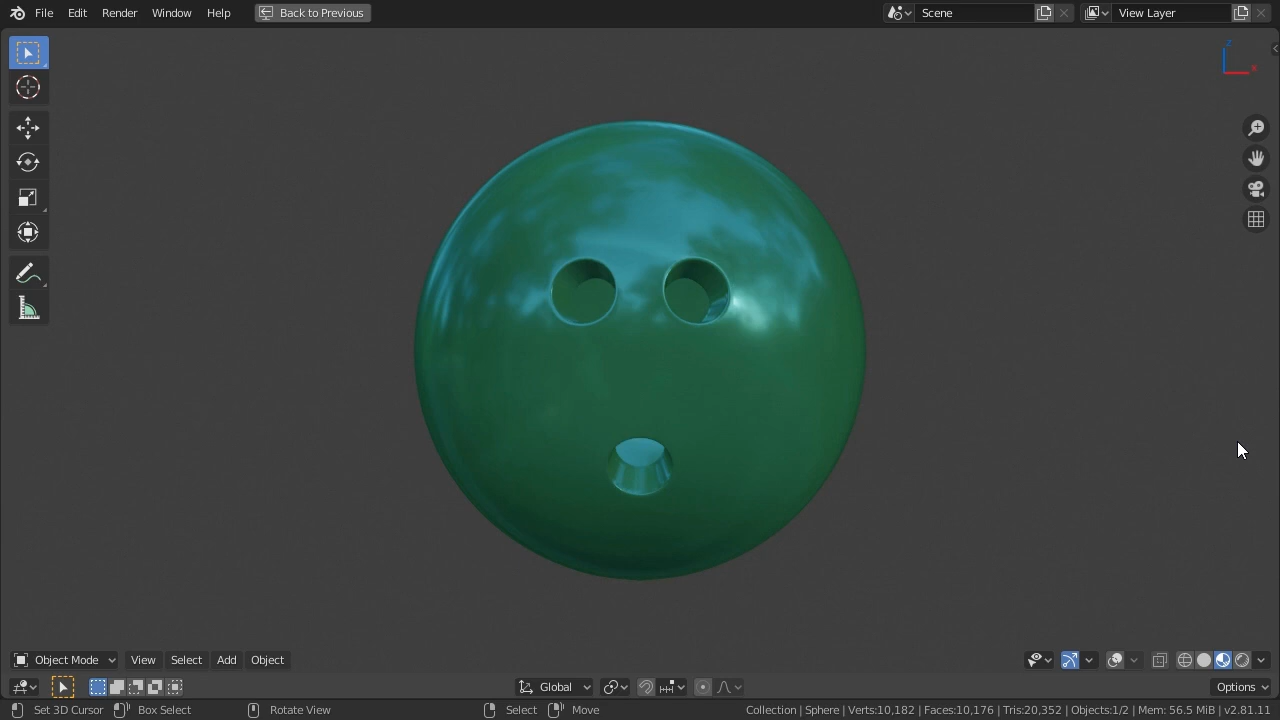 File Edit Render Window Help Back to Previous Scene View Layer
Z
X
Object Mode View Select Add Object
Global Options
Set 3D Cursor Box Select Rotate View Select Move Collection | Sphere | Verts:10,182 | Faces:10,176 | Tris:20,352 | Objects:1/2 | Mem: 56.5 MiB | v2.81.11